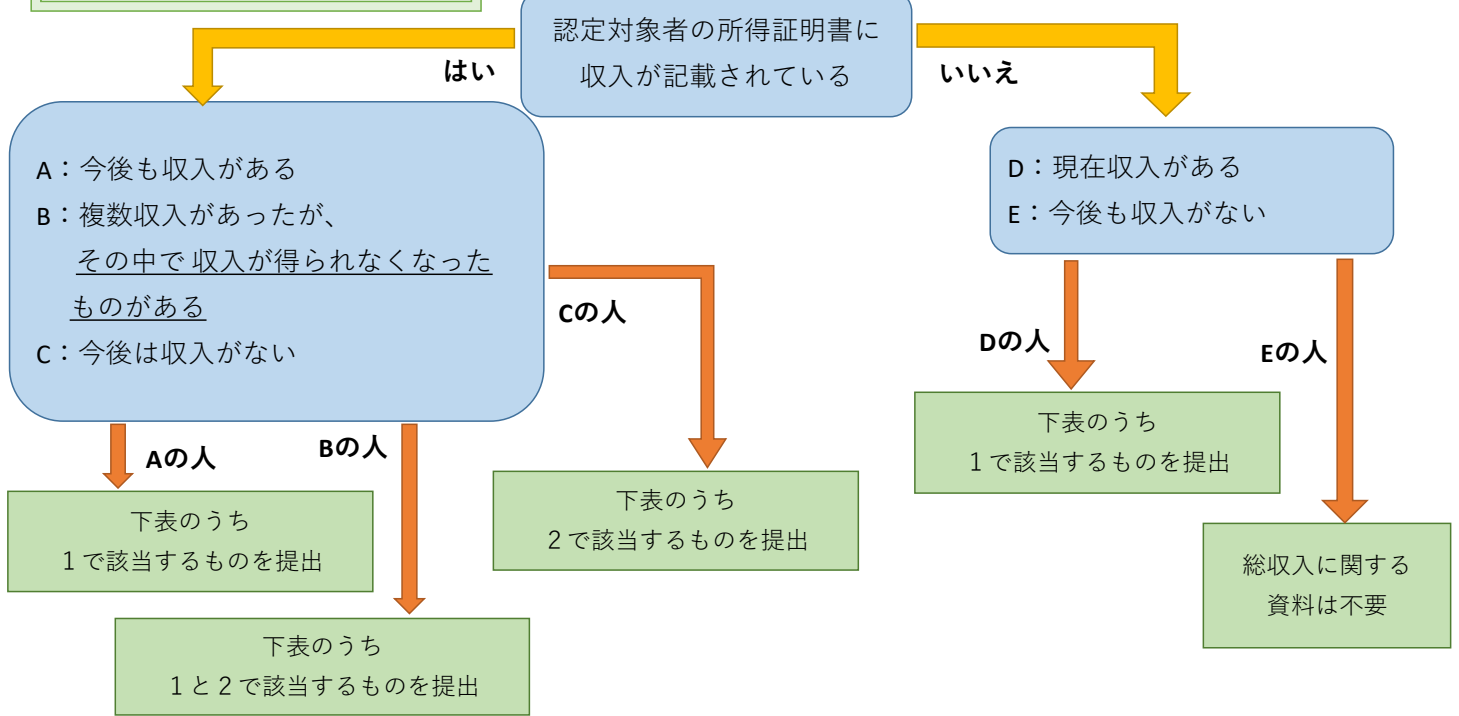 認定対象者の所得証明書に
収入が記載されている
はい
いいえ
A：今後も収入がある
B：複数収入があったが、
その中で 収入が得られなくなった
ものがある
C：今後は収入がない
D：現在収入がある
E：今後も収入がない
Cの人
Dの人
Eの人
Aの人
Bの人
下表のうち
１で該当するものを提出
下表のうち
１と２で該当するものを提出
下表のうち
２で該当するものを提出
下表のうち
１で該当するものを提出
総収入に関する
資料は不要